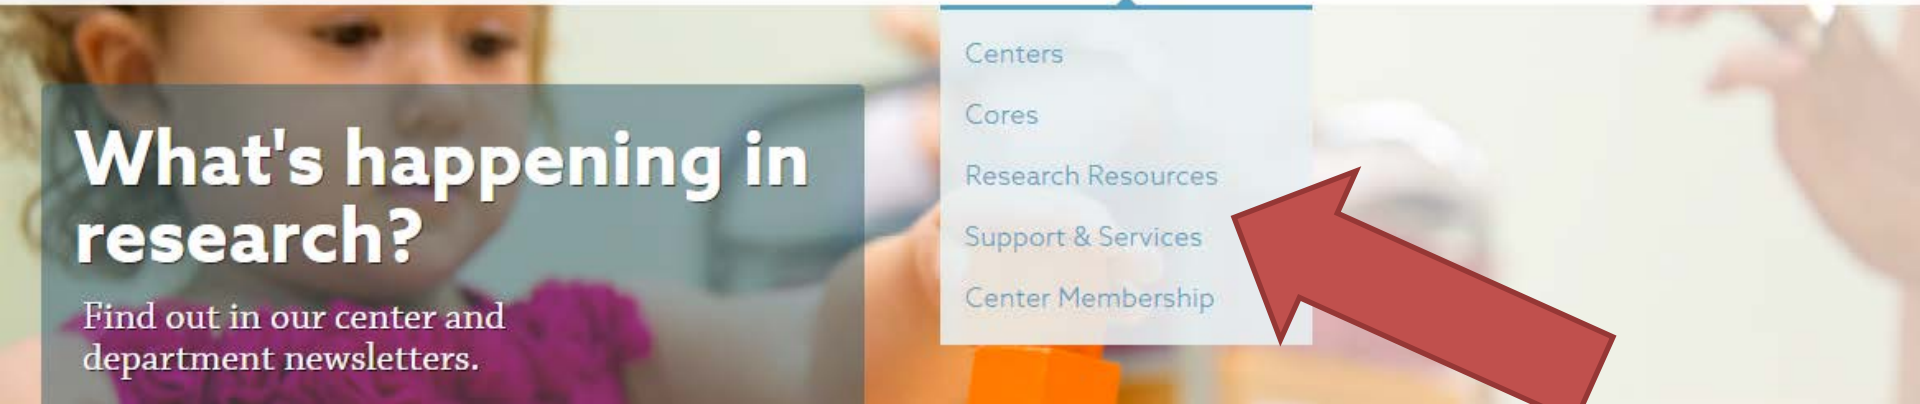 What's happening in
research?
Find out in our center and
department newsletters.
Centers
Cores
Research Resources
Support & Services
Center Membership